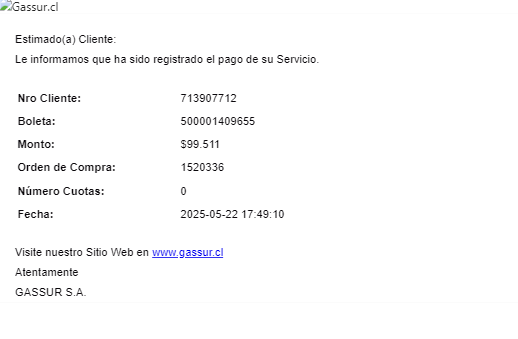 Gassur.cl
Estimado(a) Cliente:
Le informamos que ha sido registrado el pago de su Servicio.
Nro Cliente: 713907712
Boleta: 500001409655
Monto: $99.511
Orden de Compra: 1520336
Número Cuotas: 0
Fecha: 2025-05-22 17:49:10
Visite nuestro Sitio Web en www.gassur.cl
Atentamente
GASSUR S.A.